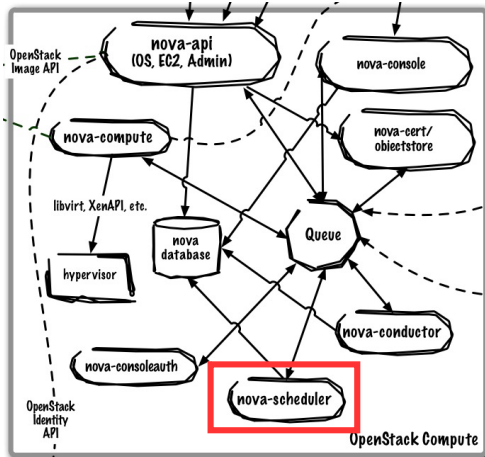 OpenStack
Image API
nova-api
(OS, EC2, Admin)
nova-console
nova-compute
nova-cert/
objectstore
libvirt, XenAPI, etc.
hypervisor
nova
database
Queue
nova-conductor
nova-consoleauth
nova-scheduler
OpenStack
Identity
API
OpenStack Compute